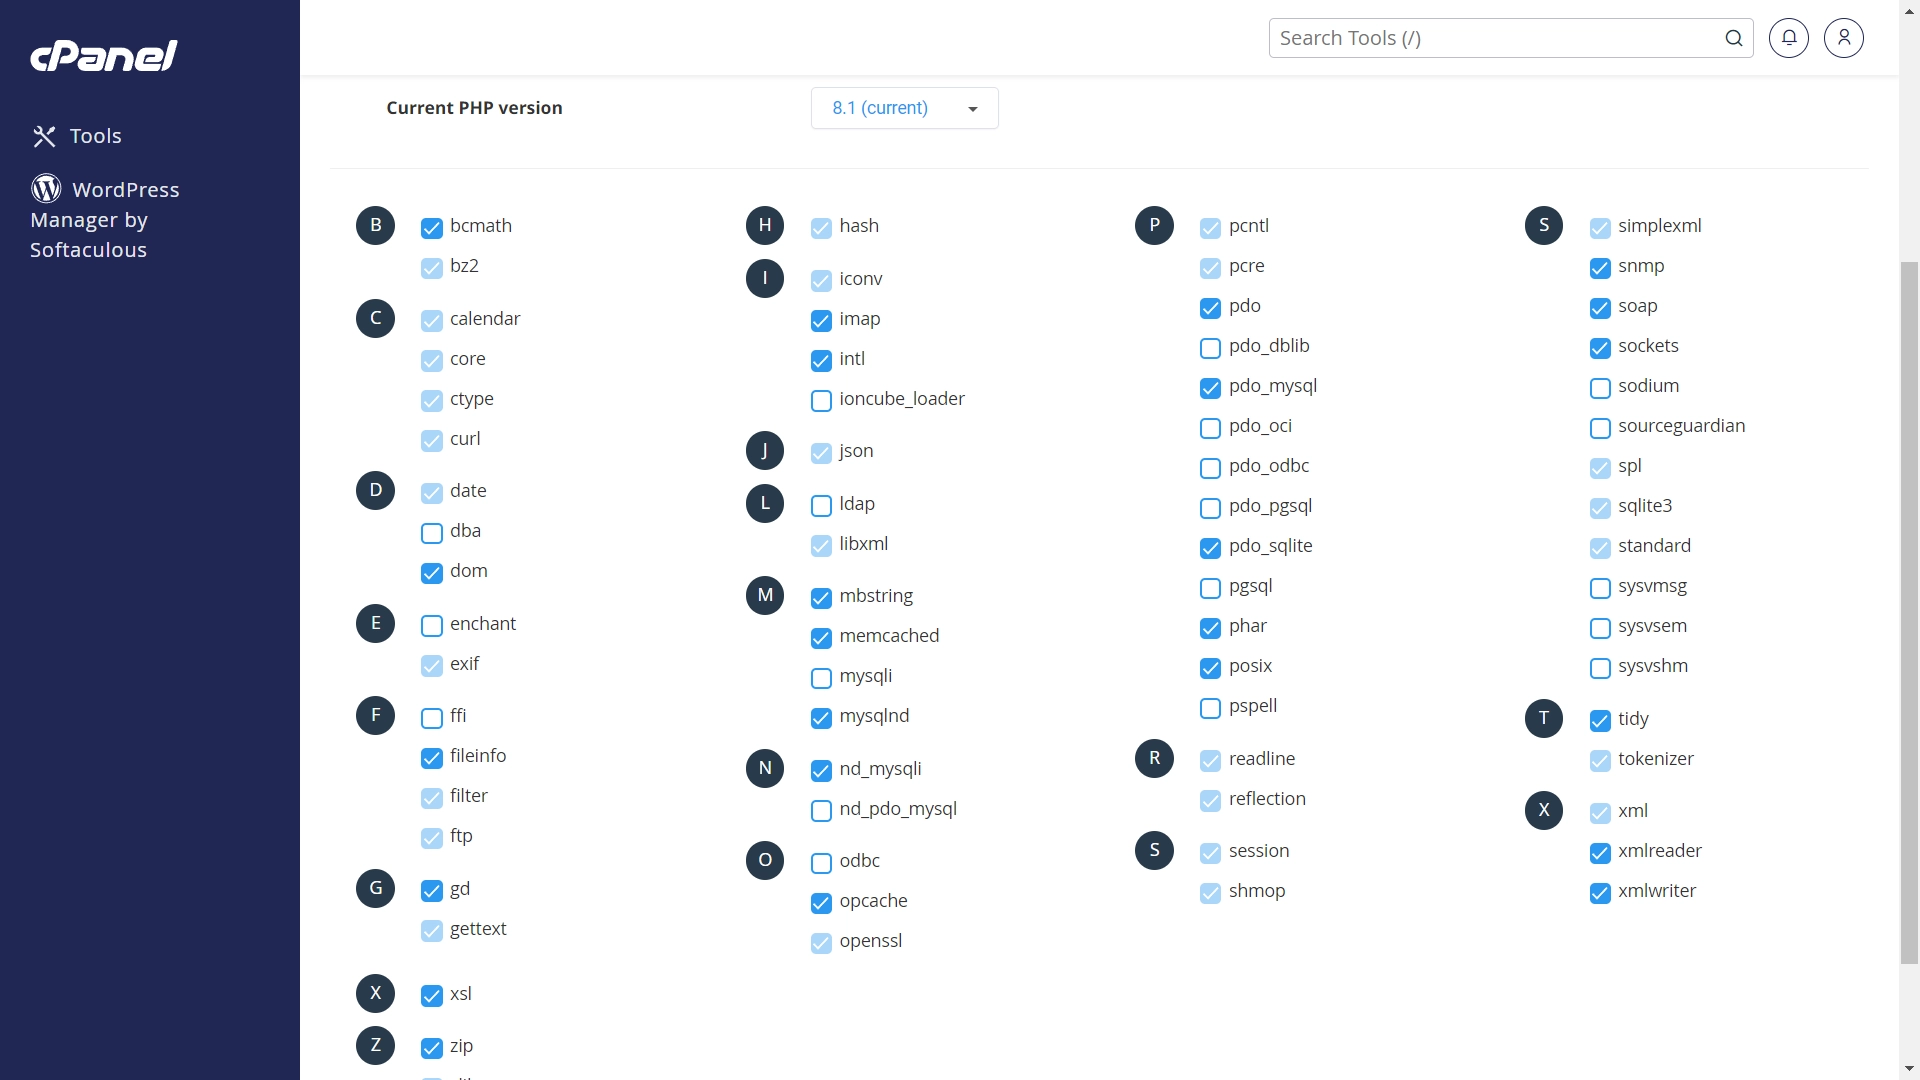 cPanel
Tools
WordPress
Manager by
Softaculous
Search Tools (/)
Current PHP version
8.1 (current)
B
bcmath
bz2
C
calendar
core
ctype
curl
D
date
dba
dom
E
enchant
exif
F
ffi
fileinfo
filter
ftp
G
gd
gettext
H
hash
I
iconv
imap
intl
ioncube_loader
J
json
L
ldap
libxml
M
mbstring
memcached
mysqli
mysqlnd
N
nd_mysqli
nd_pdo_mysql
O
odbc
opcache
openssl
P
pcntl
pcre
pdo
pdo_dblib
pdo_mysql
pdo_oci
pdo_odbc
pdo_pgsql
pdo_sqlite
pgsql
phar
posix
pspell
R
readline
reflection
S
session
shmop
S
simplexml
snmp
soap
sockets
sodium
sourceguardian
spl
sqlite3
standard
sysvmsg
sysvsem
sysvshm
T
tidy
tokenizer
X
xml
xmlreader
xmlwriter
X
xsl
Z
zip